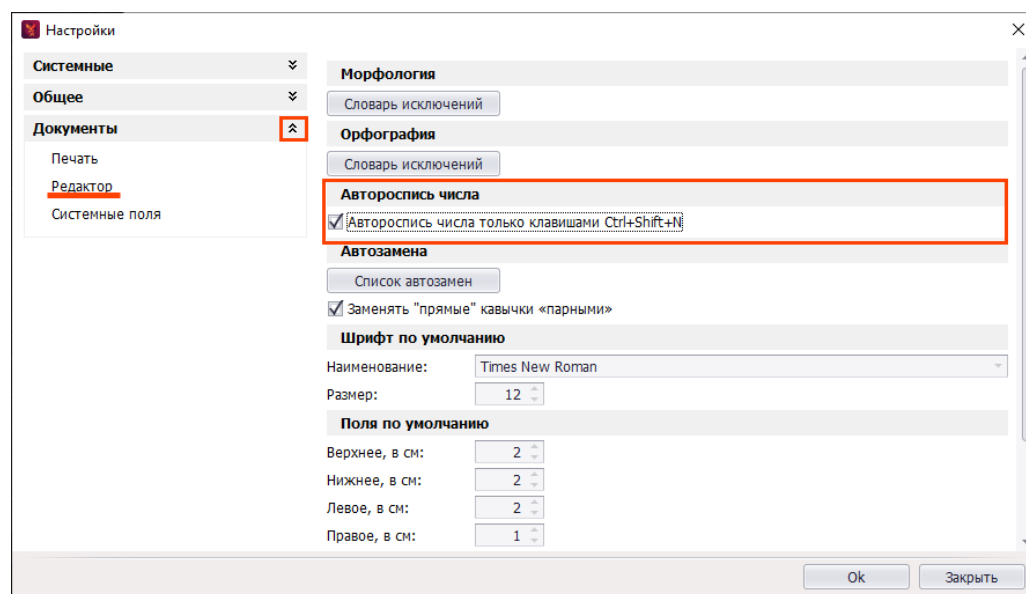 Настройки
Системные
Общее
Документы
Печать
Редактор
Системные поля
Морфология
Словарь исключений
Орфография
Словарь исключений
Автороспись числа
Автороспись числа только клавишами Ctrl+Shift+N
Автозамена
Список автозамен
Заменять "прямые" кавычки «парными»
Шрифт по умолчанию
Наименование: Times New Roman
Размер: 12
Поля по умолчанию
Верхнее, в см: 2
Нижнее, в см: 2
Левое, в см: 2
Правое, в см: 1
Ok Закрыть